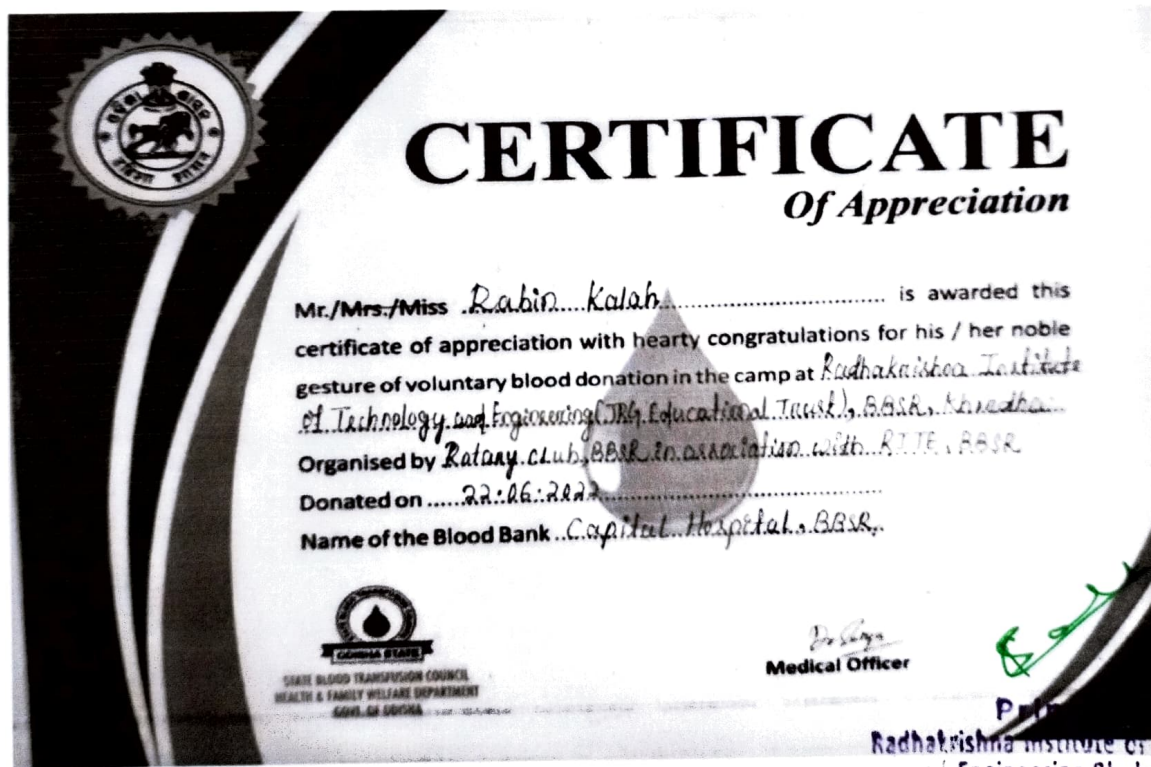 ଓଡ଼ିଶା ଶାସନ
CERTIFICATE
Of Appreciation
Mr./Mrs./Miss Rabin Kalah is awarded this
certificate of appreciation with hearty congratulations for his / her noble
gesture of voluntary blood donation in the camp at Radhakrishna Institute
of Technology and Engineering (JRG Educational Trust), BBSR, Khredha
Organised by Rotary club, BBSR in association with RITE, BBSR
Donated on 22.06.2022
Name of the Blood Bank Capital Hospital, BBSR.
ODISHA STATE
STATE BLOOD TRANSFUSION COUNCIL
HEALTH & FAMILY WELFARE DEPARTMENT
GOVT. OF ODISHA
Medical Officer
Radhakrishna Institute of